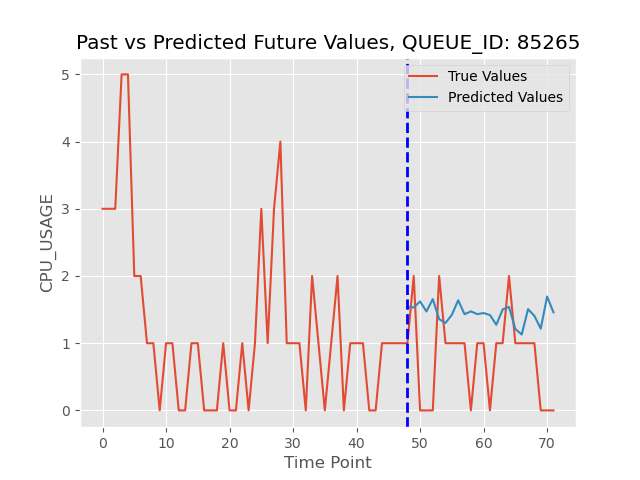 Past vs Predicted Future Values, QUEUE_ID: 85265
True Values
Predicted Values
CPU_USAGE
5
4
3
2
1
0
0 10 20 30 40 50 60 70
Time Point